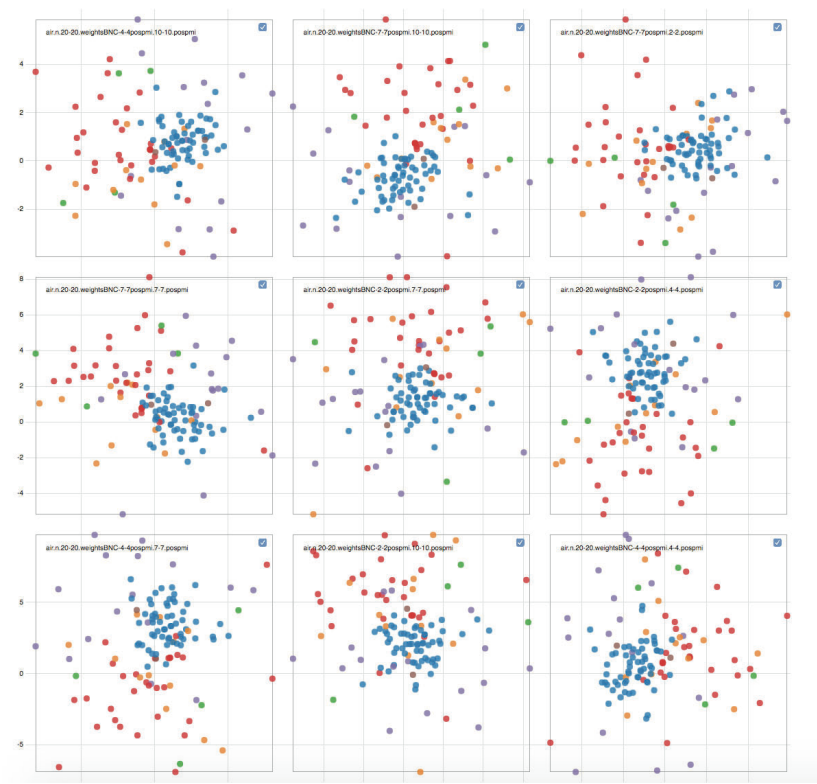 air.n.20-20.weightsBNC-4-4pospmi.10-10.pospmi
air.n.20-20.weightsBNC-7-7pospmi.10-10.pospmi
air.n.20-20.weightsBNC-7-7pospmi.2-2.pospmi
4
2
0
-2
air.n.20-20.weightsBNC-7-7pospmi.7-7.pospmi
air.n.20-20.weightsBNC-2-2pospmi.7-7.pospmi
air.n.20-20.weightsBNC-2-2pospmi.4-4.pospmi
8
6
4
2
0
-2
-4
air.n.20-20.weightsBNC-4-4pospmi.7-7.pospmi
air.n.20-20.weightsBNC-2-2pospmi.10-10.pospmi
air.n.20-20.weightsBNC-4-4pospmi.4-4.pospmi
5
0
-5